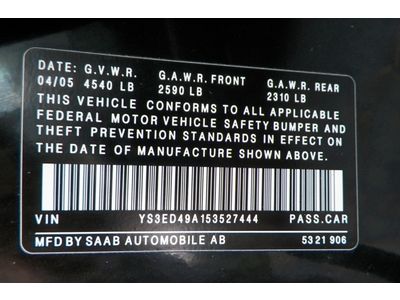 DATE: G.V.W.R. G.A.W.R. FRONT G.A.W.R. REAR
04/05 4540 LB 2590 LB 2310 LB
THIS VEHICLE CONFORMS TO ALL APPLICABLE
FEDERAL MOTOR VEHICLE SAFETY BUMPER AND
THEFT PREVENTION STANDARDS IN EFFECT ON
THE DATE OF MANUFACTURE SHOWN ABOVE.
VIN YS3ED49A153527444 PASS.CAR
MFD BY SAAB AUTOMOBILE AB 5321906